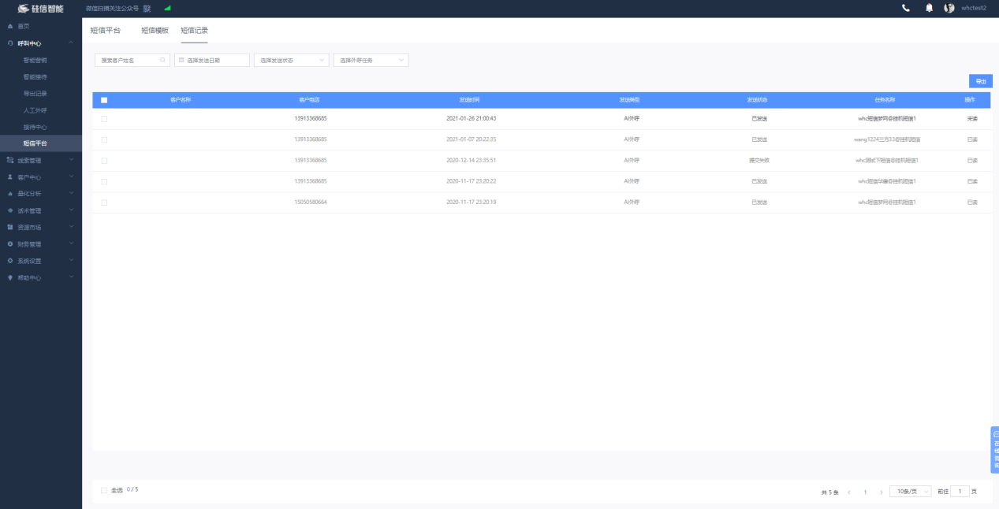 硅信智能
微信扫描关注公众号
whctest2
首页
呼叫中心
智能营销
智能接待
导出记录
人工外呼
接待中心
短信平台
线索管理
客户中心
量化分析
话术管理
资源市场
财务管理
系统设置
帮助中心
短信平台 短信模板 短信记录
搜索客户姓名 选择发送日期 选择发送状态 选择外呼任务
导出
客户名称 客户电话 发送时间 发送类型 发送状态 任务名称 操作
13913368685 2021-01-26 21:00:43 AI外呼 已发送 whc短信梦网@挂机短信1 未读
13913368685 2021-01-07 20:22:35 AI外呼 已发送 wang1224三方33@挂机短信 已读
13913368685 2020-12-14 23:35:51 AI外呼 提交失败 whc测试下短信@挂机短信1 已读
13913368685 2020-11-17 23:20:22 AI外呼 已发送 whc短信华唐@挂机短信1 已读
15050580664 2020-11-17 23:20:19 AI外呼 已发送 whc短信梦网@挂机短信1 已读
在线咨询
全选 0 / 5
共 5 条 1 10条/页 前往 1 页